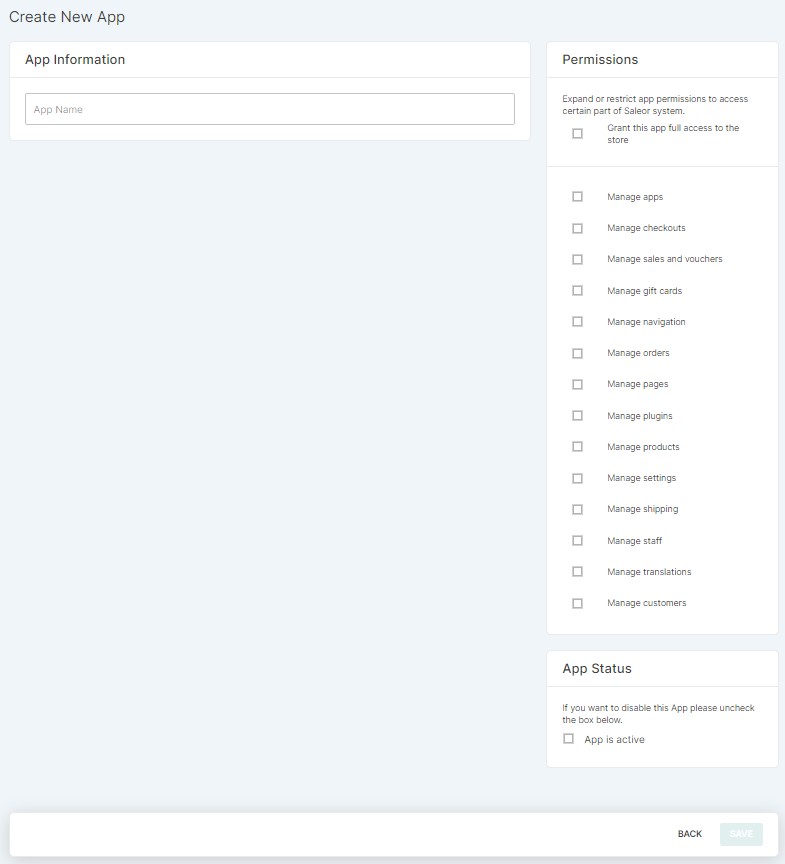 Create New App
App Information
App Name
Permissions
Expand or restrict app permissions to access
certain part of Saleor system.
Grant this app full access to the
store
Manage apps
Manage checkouts
Manage sales and vouchers
Manage gift cards
Manage navigation
Manage orders
Manage pages
Manage plugins
Manage products
Manage settings
Manage shipping
Manage staff
Manage translations
Manage customers
App Status
If you want to disable this App please uncheck
the box below.
App is active
BACK
SAVE